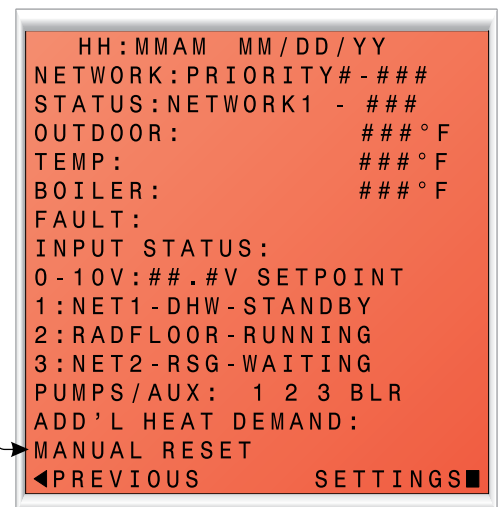 HH:MMAM MM/DD/YY
NETWORK:PRIORITY#-###
STATUS:NETWORK1 - ###
OUTDOOR: ###°F
TEMP: ###°F
BOILER: ###°F
FAULT:
INPUT STATUS:
0-10V:##.#V SETPOINT
1:NET1-DHW-STANDBY
2:RADFLOOR-RUNNING
3:NET2-RSG-WAITING
PUMPS/AUX: 1 2 3 BLR
ADD'L HEAT DEMAND:
MANUAL RESET
◀PREVIOUS SETTINGS■